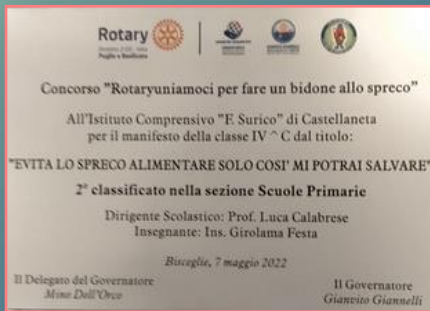 Rotary
Puglia e Basilicata
Concorso "Rotaryuniamoci per fare un bidone allo spreco"
All'Istituto Comprensivo "F. Surico" di Castellaneta
per il manifesto della classe IV ^ C dal titolo:
"EVITA LO SPRECO ALIMENTARE SOLO COSI' MI POTRAI SALVARE"
2° classificato nella sezione Scuole Primarie
Dirigente Scolastico: Prof. Luca Calabrese
Insegnante: Ins. Girolama Festa
Bisceglie, 7 maggio 2022
Il Delegato del Governatore
Mino Dell'Orco
Il Governatore
Gianvito Giannelli